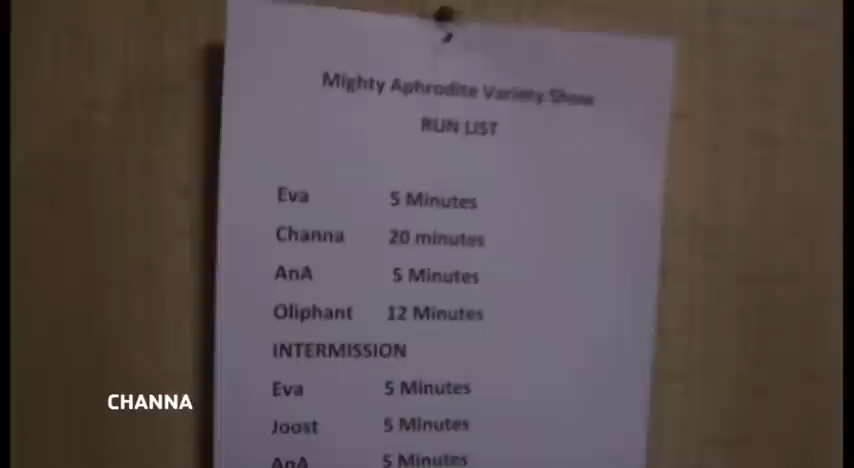 Mighty Aphrodite Variety Show
RUN LIST
Eva 5 Minutes
Channa 20 minutes
AnA 5 Minutes
Oliphant 12 Minutes
INTERMISSION
Eva 5 Minutes
Joost 5 Minutes
AnA 5 Minutes
CHANNA